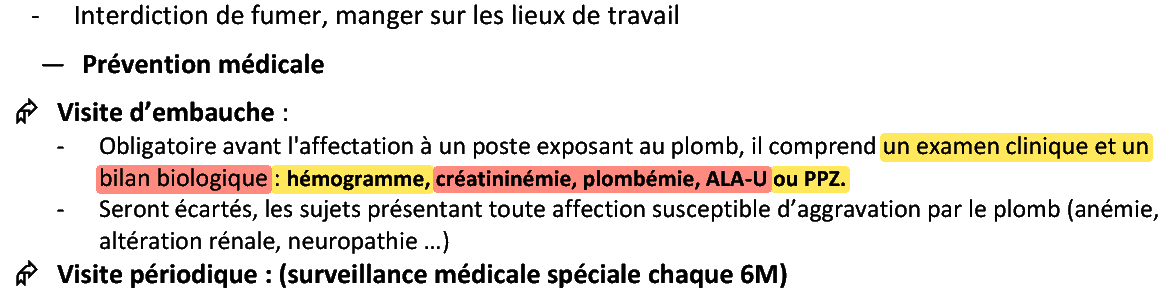 - Interdiction de fumer, manger sur les lieux de travail
— Prévention médicale
⮳ Visite d’embauche :
- Obligatoire avant l'affectation à un poste exposant au plomb, il comprend un examen clinique et un
bilan biologique : hémogramme, créatininémie, plombémie, ALA-U ou PPZ.
- Seront écartés, les sujets présentant toute affection susceptible d’aggravation par le plomb (anémie,
altération rénale, neuropathie …)
⮳ Visite périodique : (surveillance médicale spéciale chaque 6M)